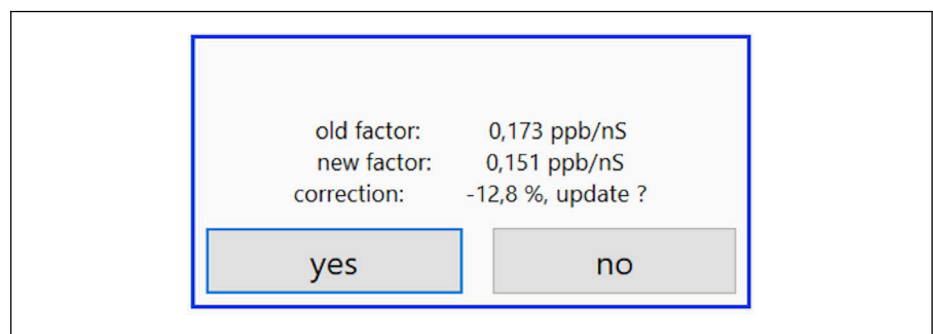 old factor: 0,173 ppb/nS
new factor: 0,151 ppb/nS
correction: -12,8 %, update ?
yes no